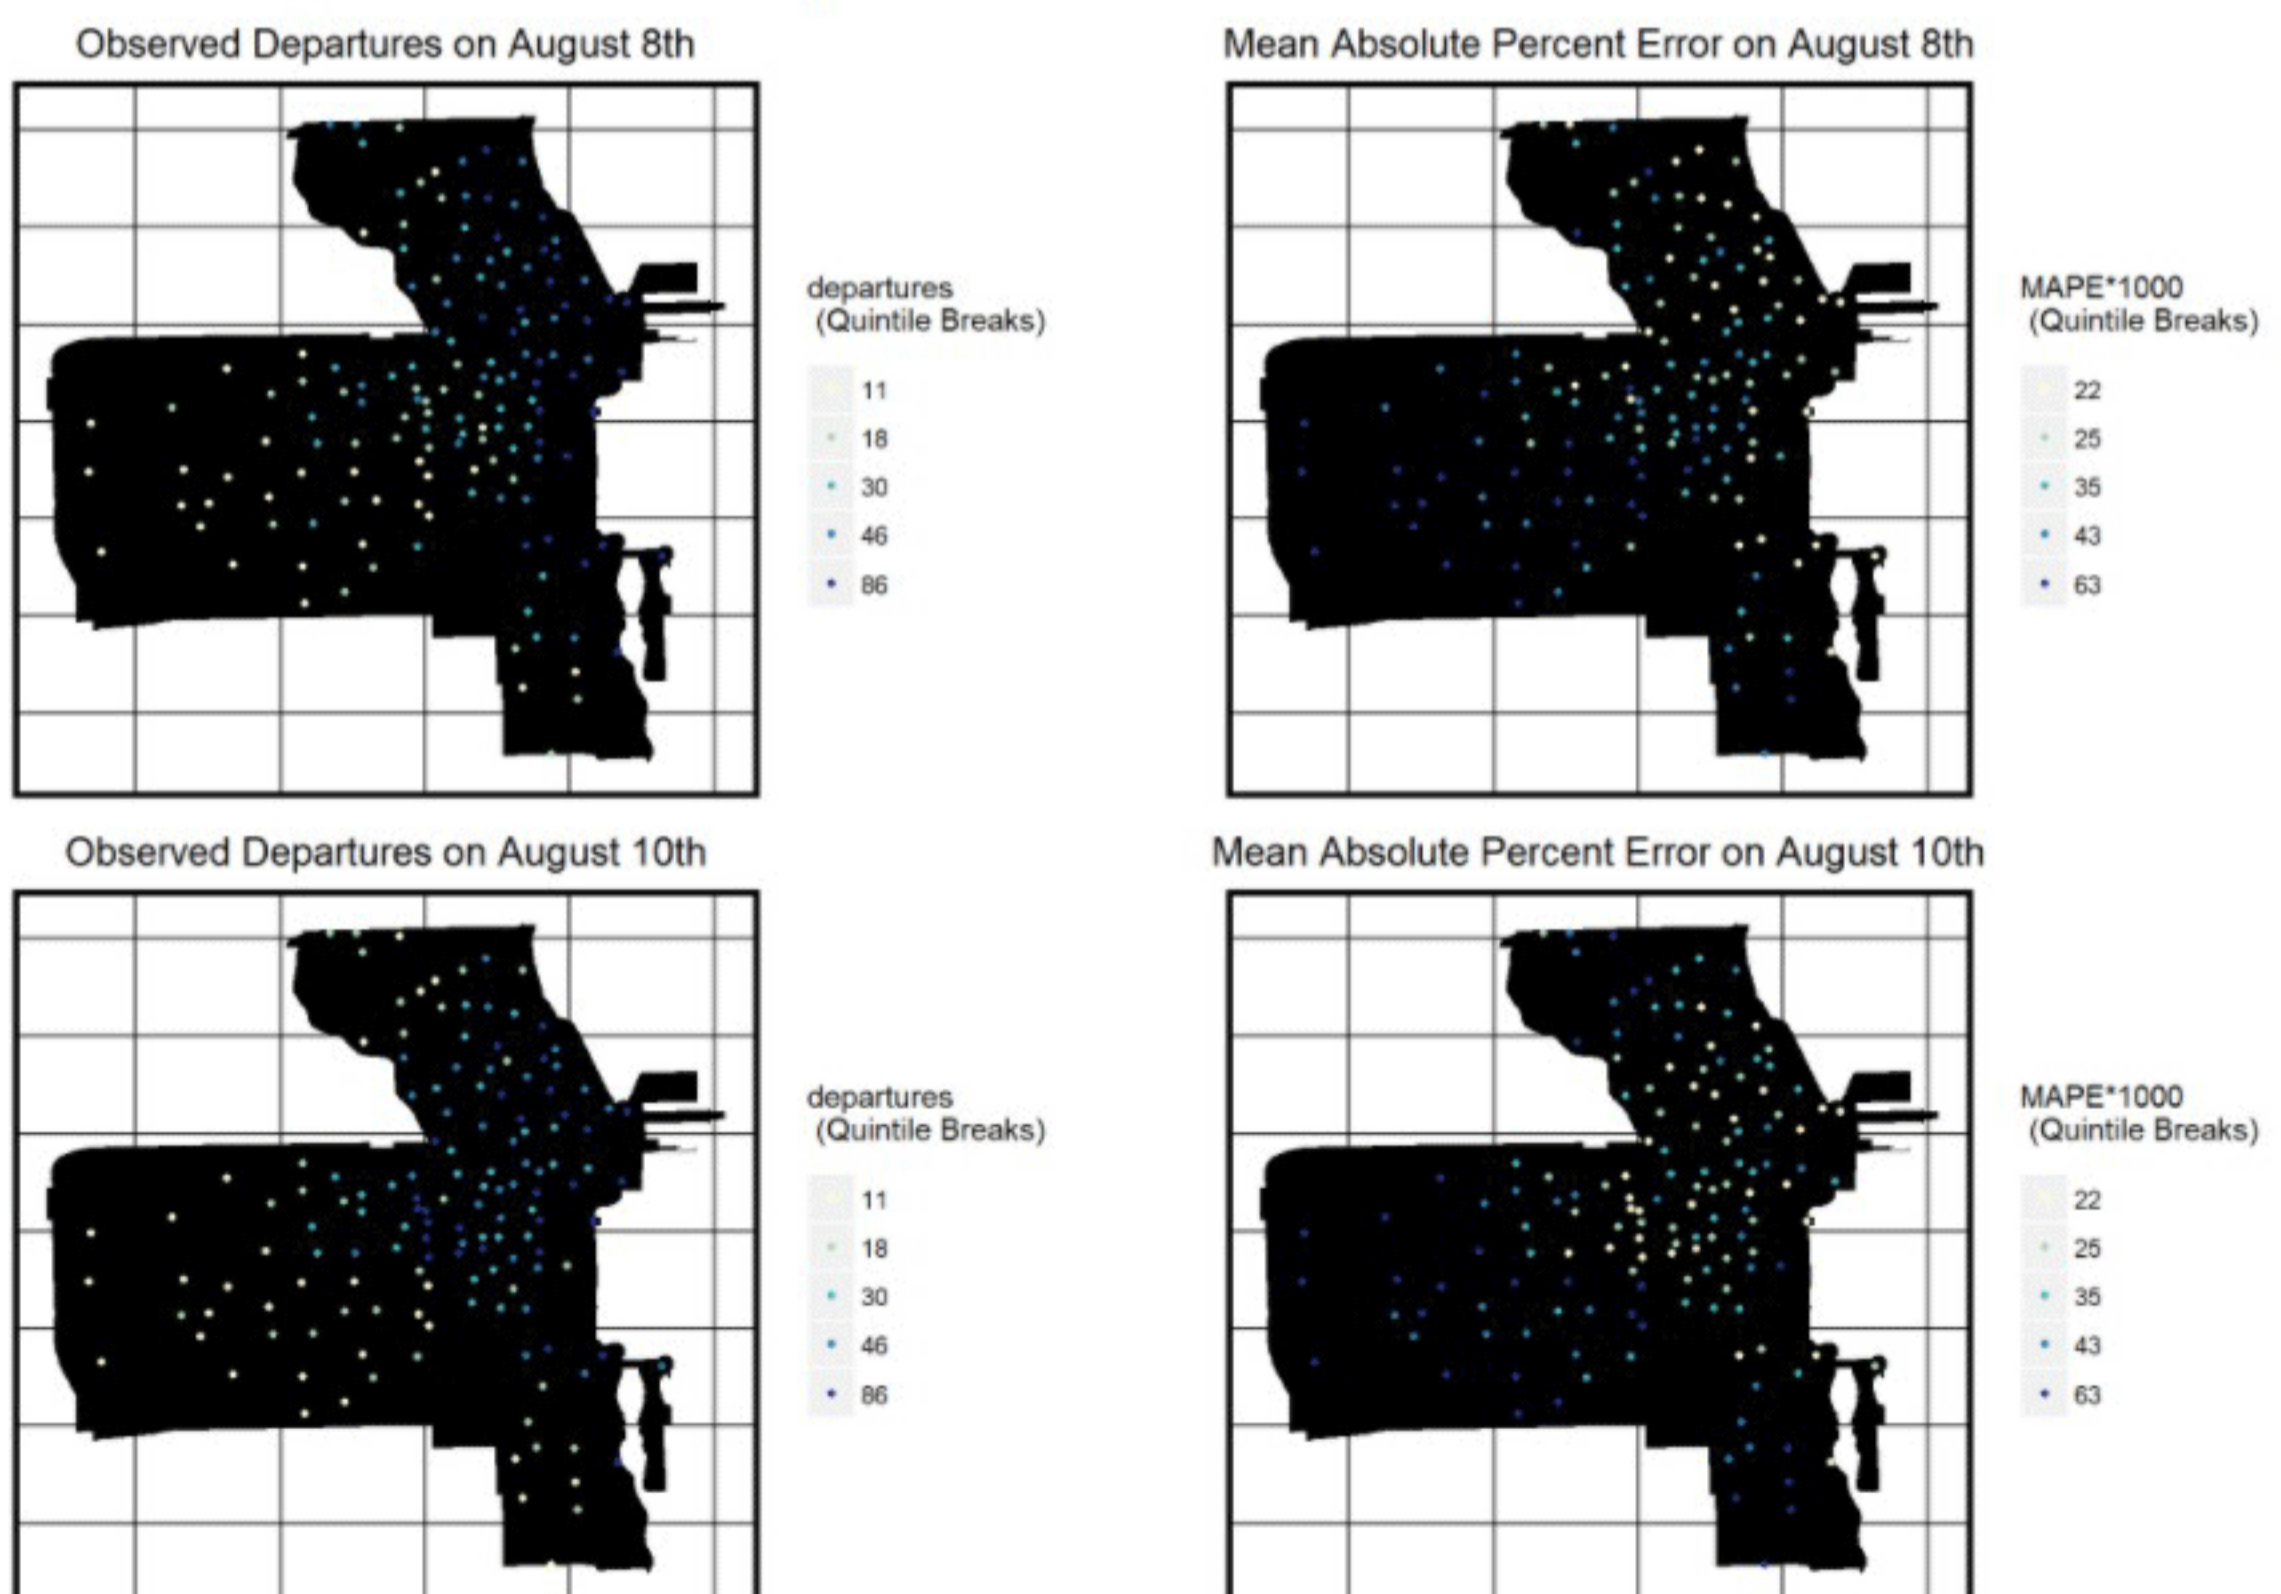 Observed Departures on August 8th
departures
(Quintile Breaks)
11
18
30
46
86
Mean Absolute Percent Error on August 8th
MAPE*1000
(Quintile Breaks)
22
25
35
43
63
Observed Departures on August 10th
departures
(Quintile Breaks)
11
18
30
46
86
Mean Absolute Percent Error on August 10th
MAPE*1000
(Quintile Breaks)
22
25
35
43
63